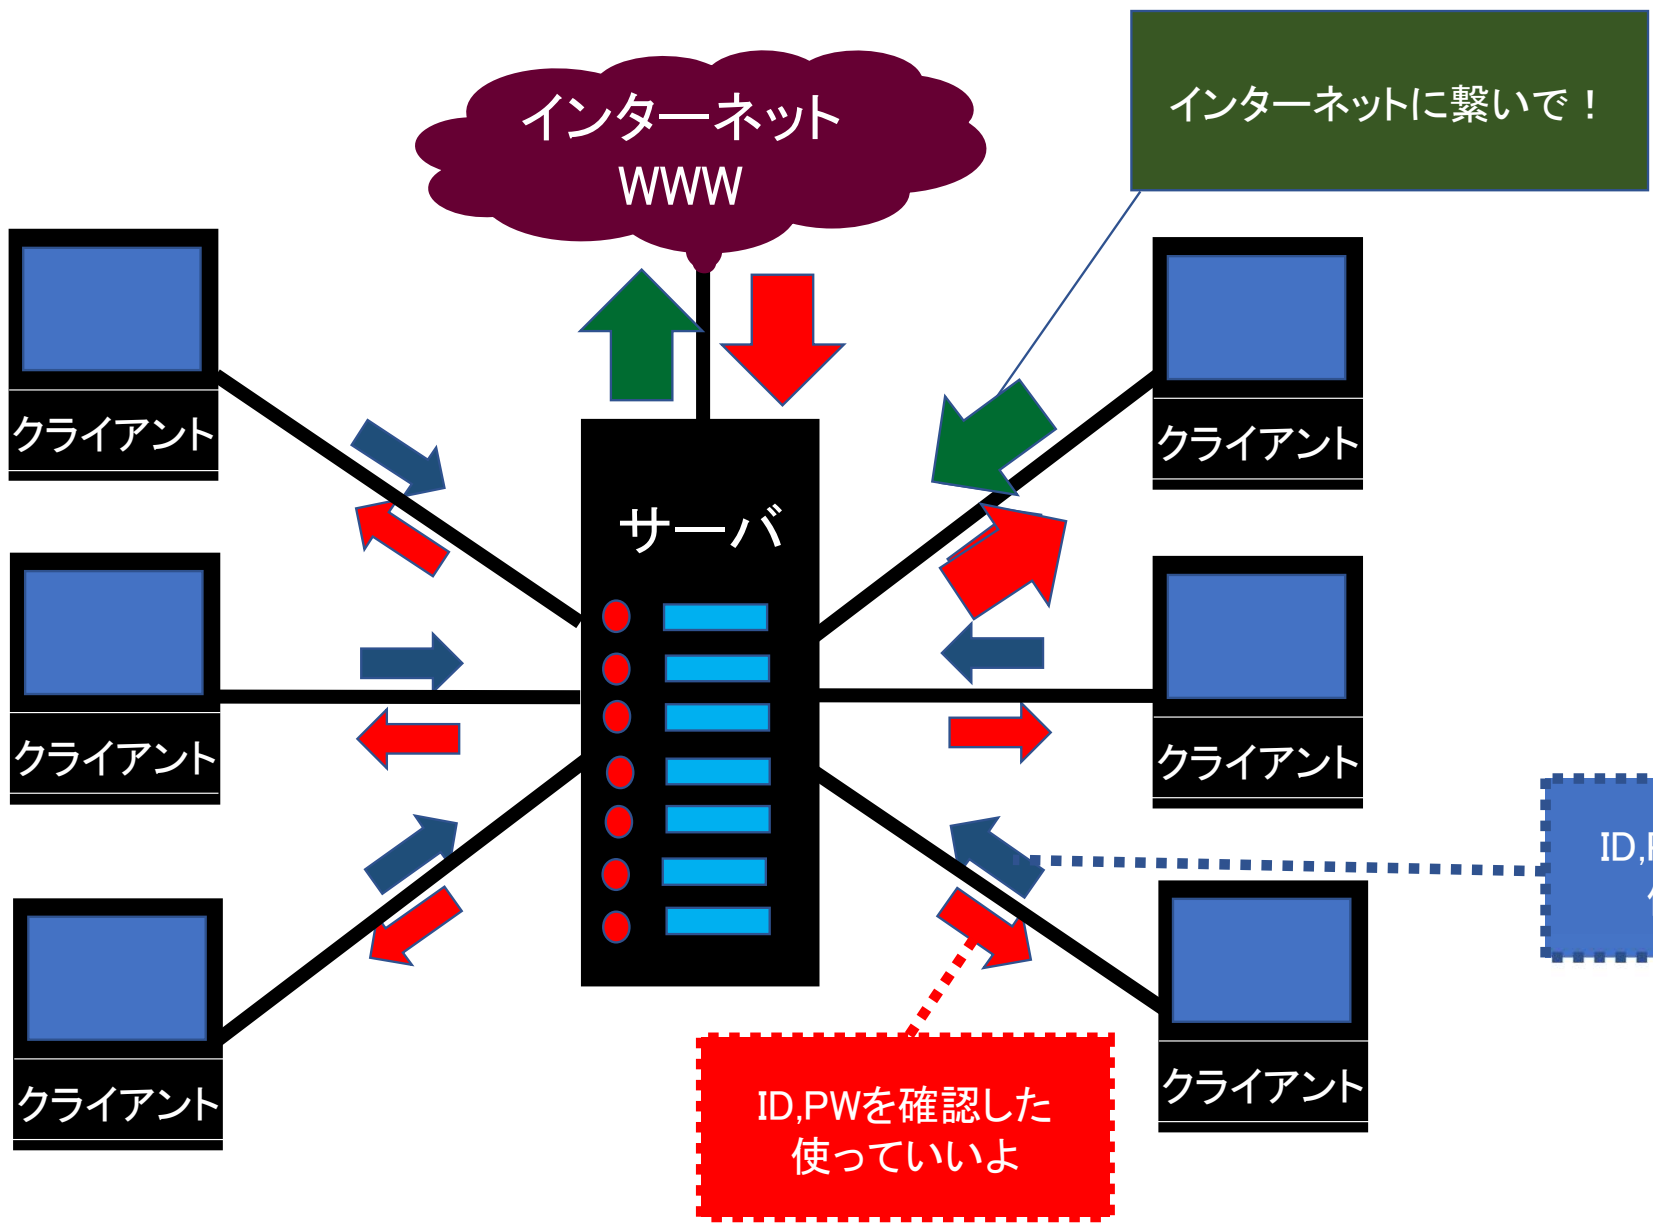 インターネット
WWW
インターネットに繋いで！
クライアント
クライアント
サーバ
クライアント
クライアント
ID,
ID,PWを確認した
使っていいよ
クライアント
クライアント